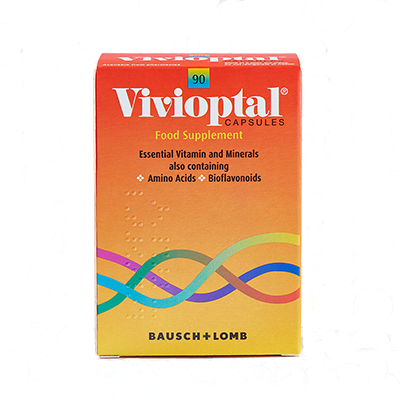 90
Vivioptal®
CAPSULES
Food Supplement
Essential Vitamin and Minerals
also containing
❖ Amino Acids ❖ Bioflavonoids
BAUSCH+LOMB